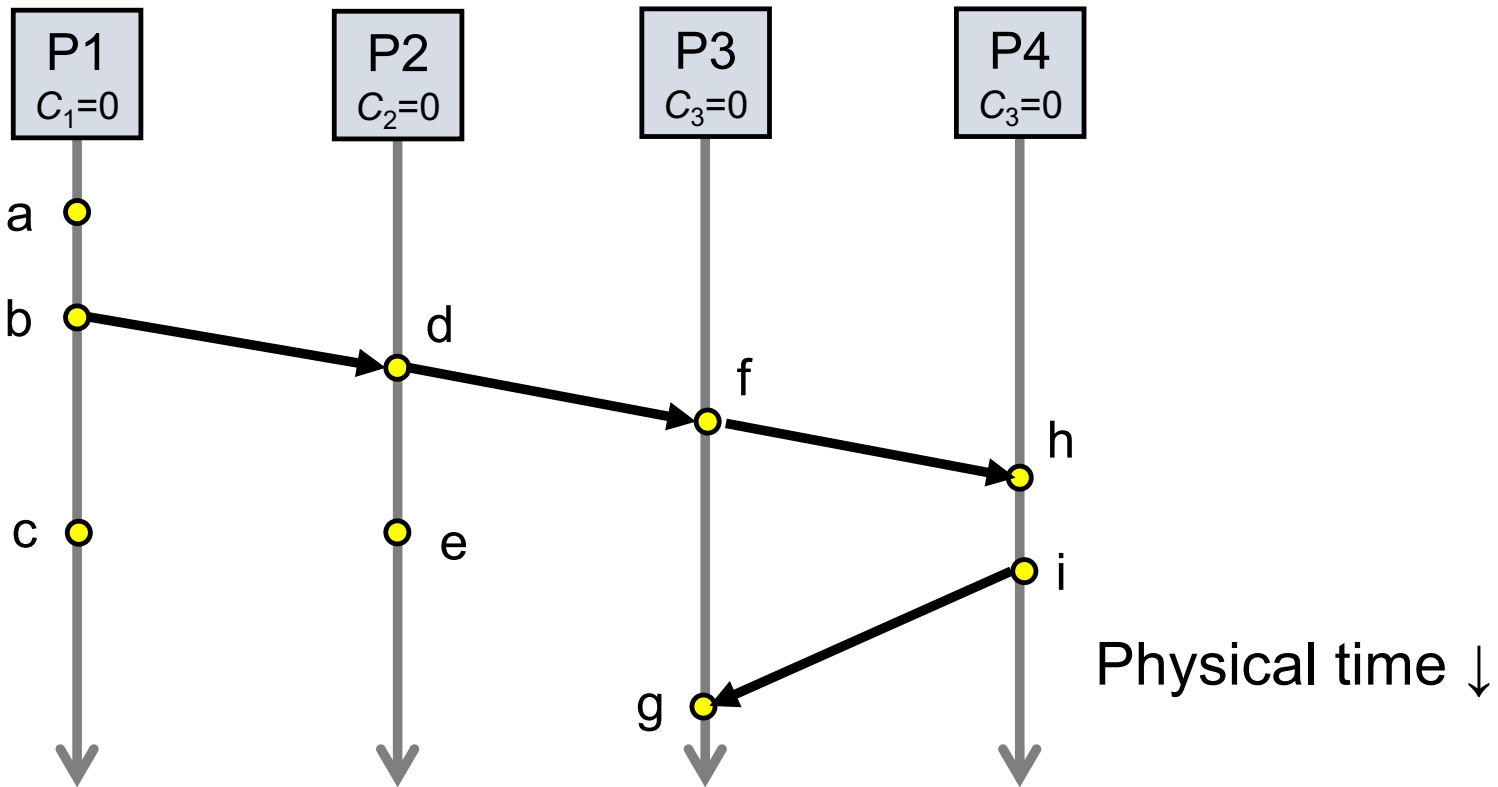 P1
C₁=0
P2
C₂=0
P3
C₃=0
P4
C₃=0
a
b
d
f
h
c
e
i
Physical time ↓
g